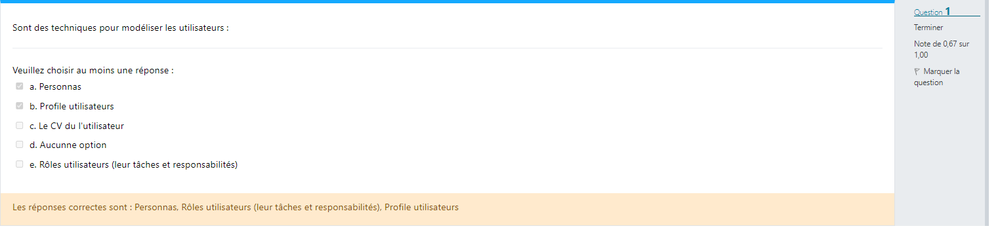 Sont des techniques pour modéliser les utilisateurs :
Veuillez choisir au moins une réponse :
a. Personnas
b. Profile utilisateurs
c. Le CV du l'utilisateur
d. Aucunne option
e. Rôles utilisateurs (leur tâches et responsabilités)
Les réponses correctes sont : Personnas, Rôles utilisateurs (leur tâches et responsabilités), Profile utilisateurs
Question 1
Terminer
Note de 0,67 sur
1,00
Marquer la
question